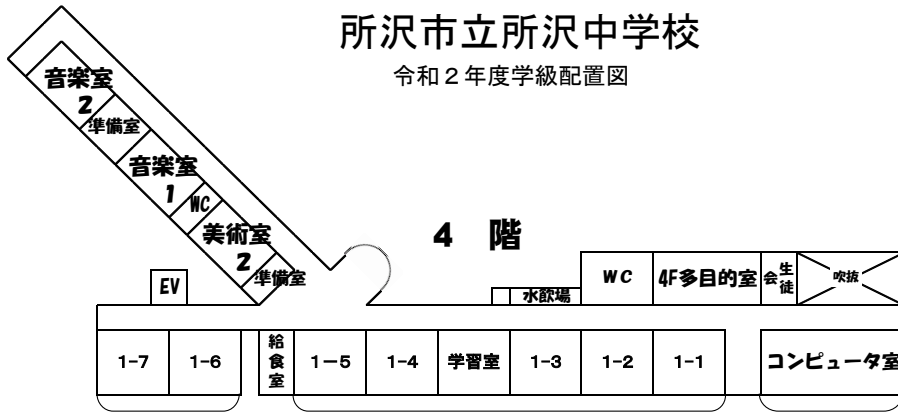 所沢市立所沢中学校
令和２年度学級配置図
音楽室
2
準備室
音楽室
1
WC
美術室
2
準備室
4 階
EV
水飲場
WC
4F多目的室
生徒会
吹抜
1-7
1-6
給食室
1-5
1-4
学習室
1-3
1-2
1-1
コンピュータ室